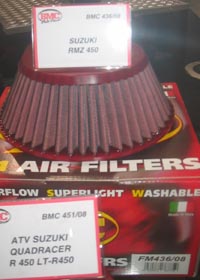 BMC
BMC 436/08
SUZUKI
RMZ 450
AIR FILTERS
RFLOW SUPERLIGHT WASHABLE
BMC 451/08
FM436/08
ATV SUZUKI
QUADRACER
R 450 LT-R450